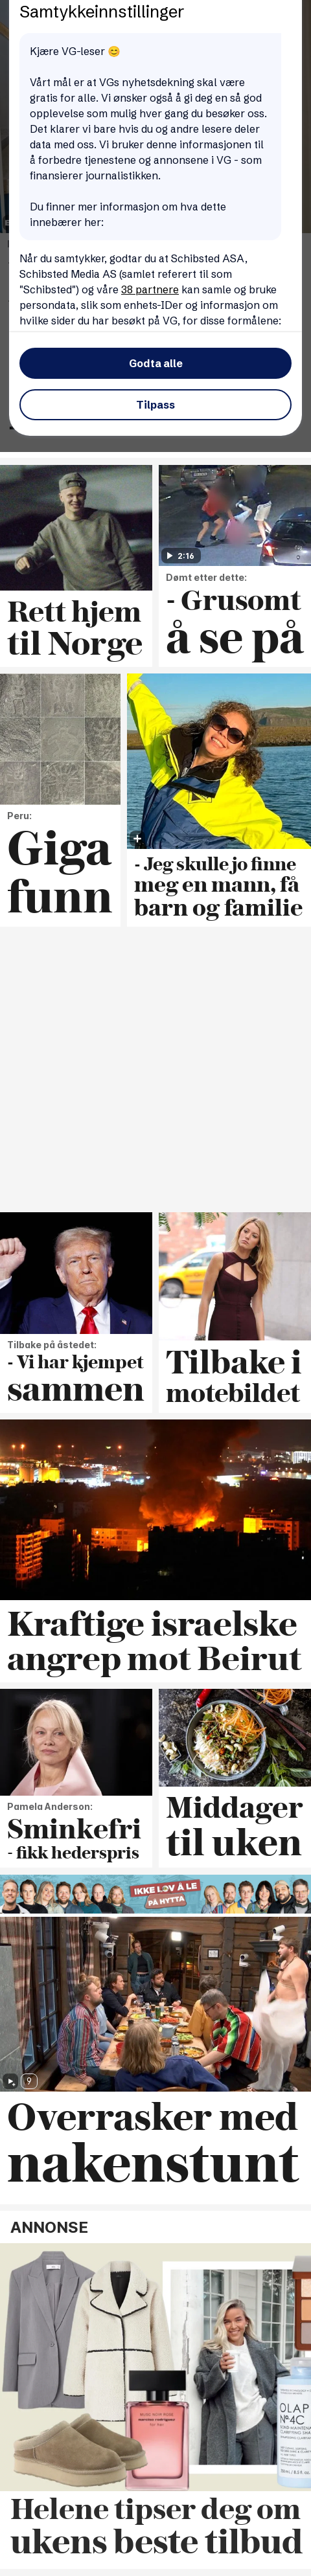 Samtykkeinnstillinger
Kjære VG-leser 😊
Vårt mål er at VGs nyhetsdekning skal være
gratis for alle. Vi ønsker også å gi deg en så god
opplevelse som mulig hver gang du besøker oss.
Det klarer vi bare hvis du og andre lesere deler
data med oss. Vi bruker denne informasjonen til
å forbedre tjenestene og annonsene i VG - som
finansierer journalistikken.
Du finner mer informasjon om hva dette
innebærer her:
Når du samtykker, godtar du at Schibsted ASA,
Schibsted Media AS (samlet referert til som
"Schibsted") og våre 38 partnere kan samle og bruke
persondata, slik som enhets-IDer og informasjon om
hvilke sider du har besøkt på VG, for disse formålene:
Godta alle
Tilpass
2:16
Rett hjem
til Norge
Dømt etter dette:
- Grusomt
å se på
Peru:
Giga
funn
- Jeg skulle jo finne
meg en mann, få
barn og familie
Tilbake på åstedet:
- Vi har kjempet
sammen
Tilbake i
motebildet
Kraftige israelske
angrep mot Beirut
Pamela Anderson:
Sminkefri
- fikk hederspris
Middager
til uken
IKKE LOV Å LE
PÅ HYTTA
9
Overrasker med
nakenstunt
ANNONSE
OLAP
Nº4C
Helene tipser deg om
ukens beste tilbud